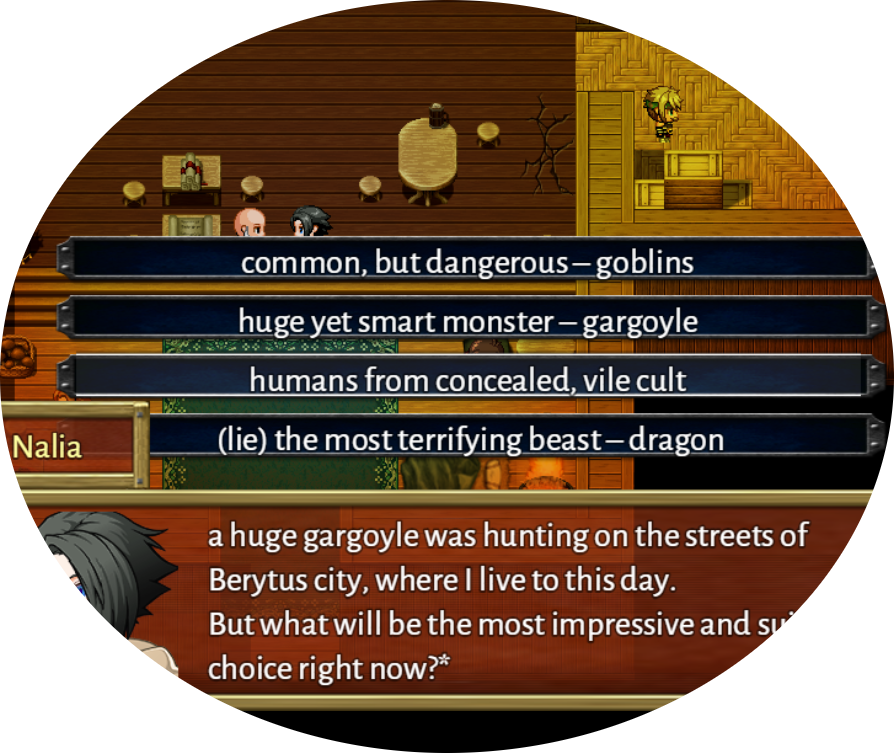 common, but dangerous – goblins
huge yet smart monster – gargoyle
humans from concealed, vile cult
(lie) the most terrifying beast – dragon
Nalia
a huge gargoyle was hunting on the streets of
Berytus city, where I live to this day.
But what will be the most impressive and
choice right now?*